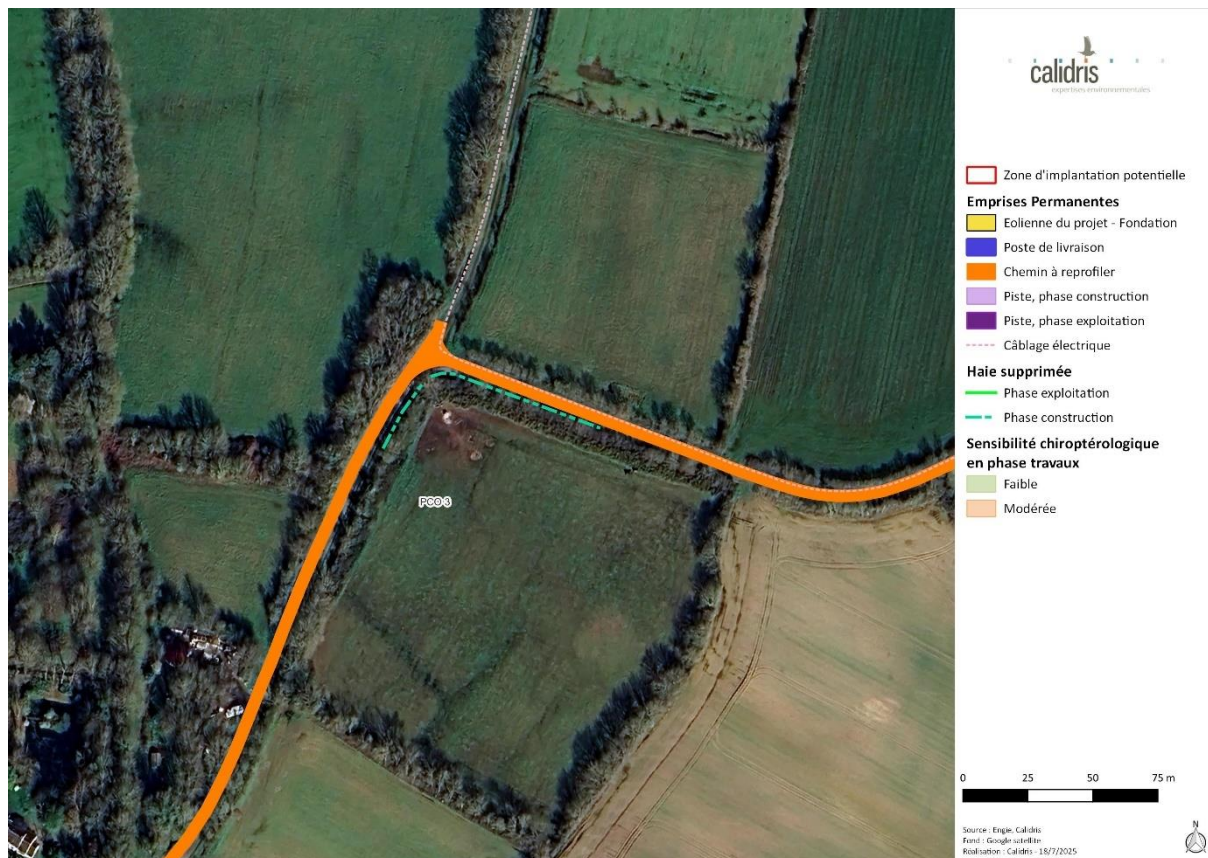 calidris
expertises environnementales
Zone d'implantation potentielle
Emprises Permanentes
Eolienne du projet - Fondation
Poste de livraison
Chemin à reprofiler
Piste, phase construction
Piste, phase exploitation
Câblage électrique
Haie supprimée
Phase exploitation
Phase construction
Sensibilité chiroptérologique
en phase travaux
Faible
Modérée
PCO 3
0 25 50 75 m
Source : Engie, Calidris
Fond : Google satellite
Réalisation : Calidris - 18/7/2025
N